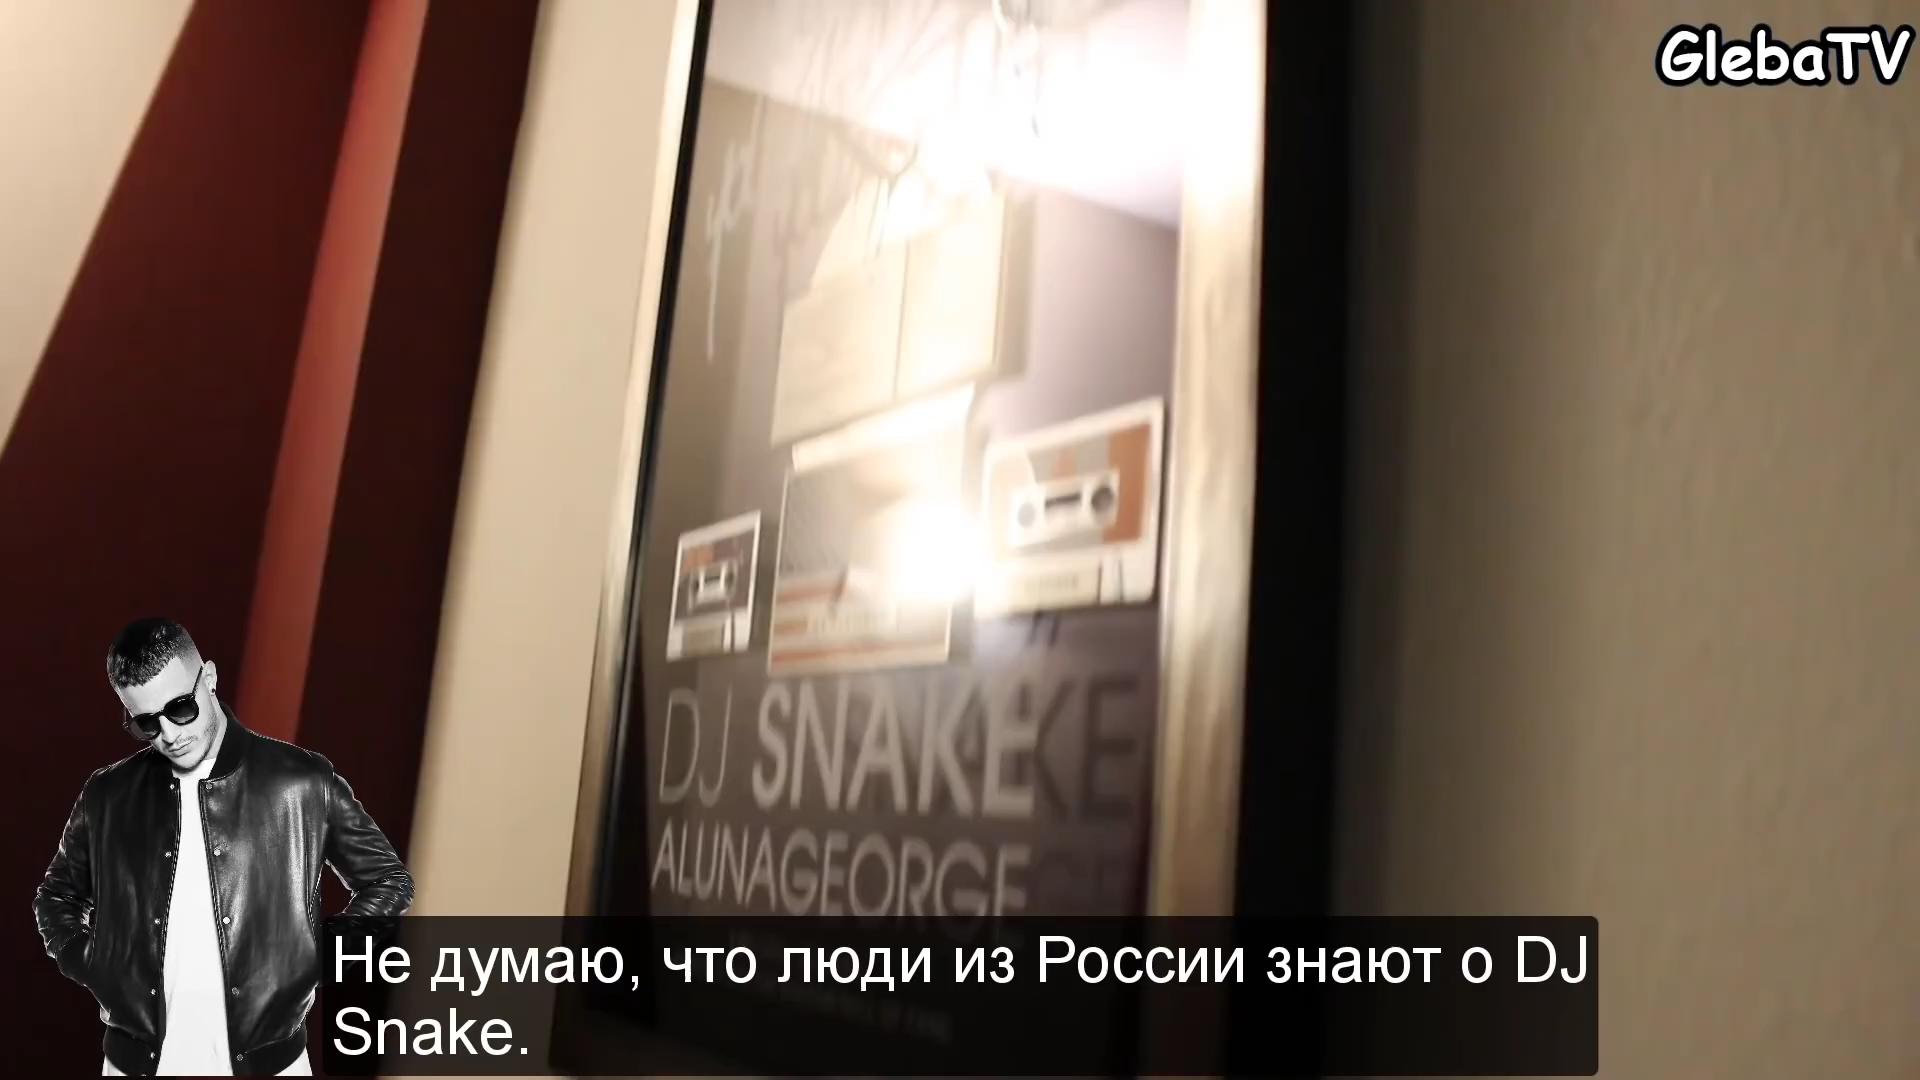 GlebaTV
DJ SNAKE
ALUNAGEORGE
Не думаю, что люди из России знают о DJ
Snake.